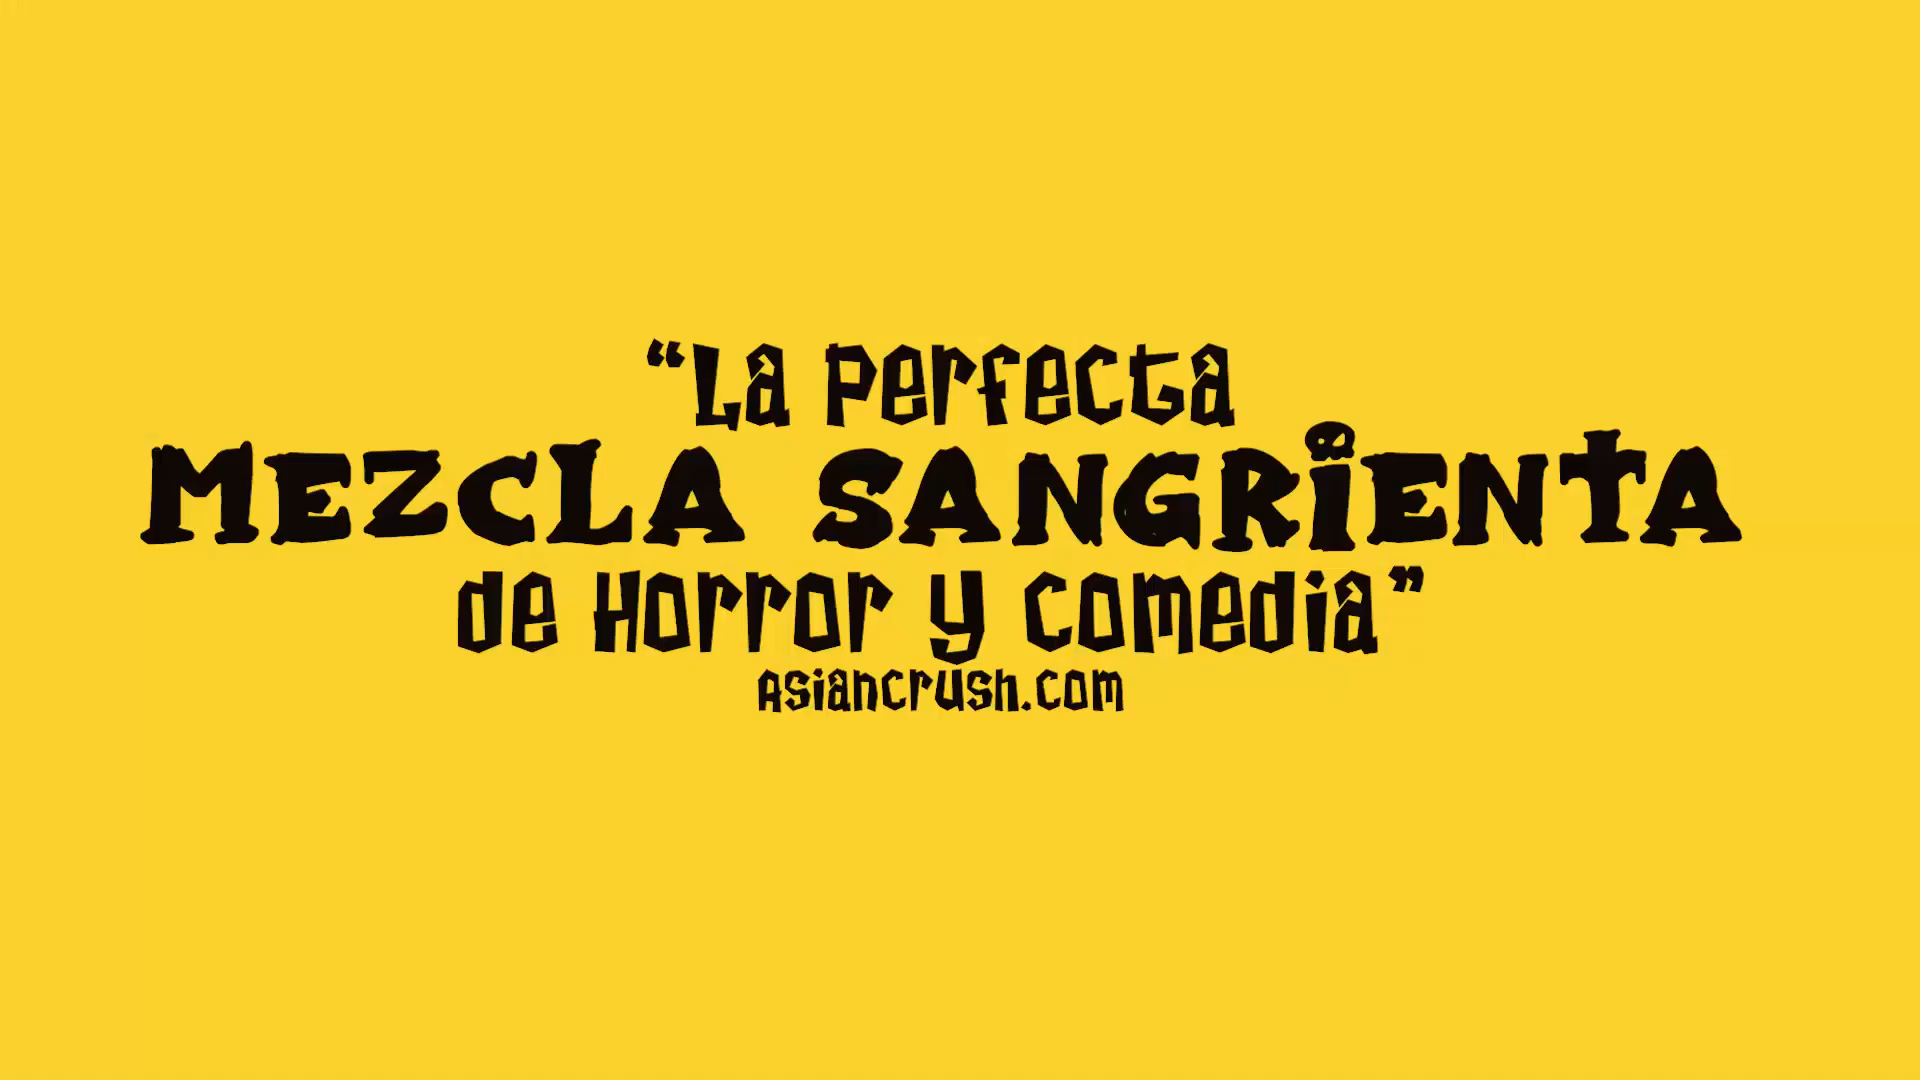 “La Perfecta
MEZCLA SANGRiENTA
de Horror y Comedia”
AsianCrush.com